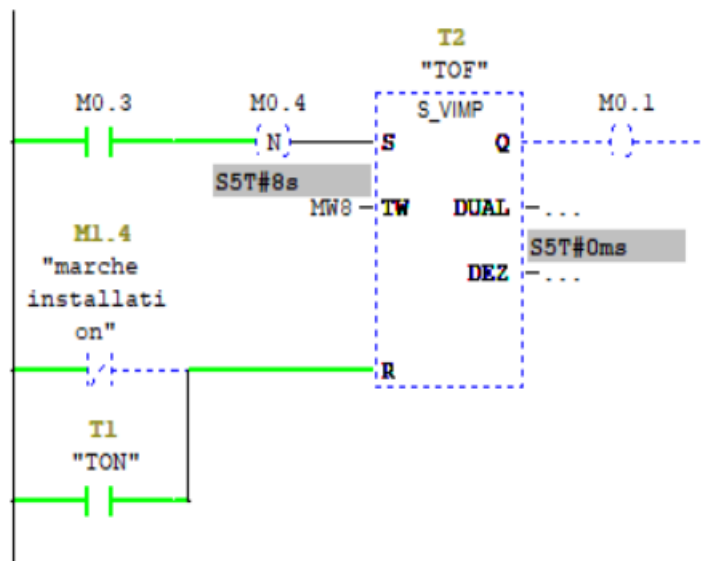 T2
"TOF"
M0.3 M0.4 S_VIMP M0.1
N S Q
S5T#8s
MW8 TW DUAL ...
M1.4
S5T#0ms
"marche
DEZ ...
installati
on"
R
T1
"TON"